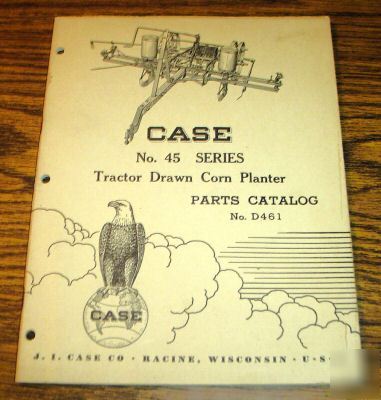 CASE
No. 45 SERIES
Tractor Drawn Corn Planter
PARTS CATALOG
No. D461
CASE
J. I. CASE CO · RACINE, WISCONSIN · U · S